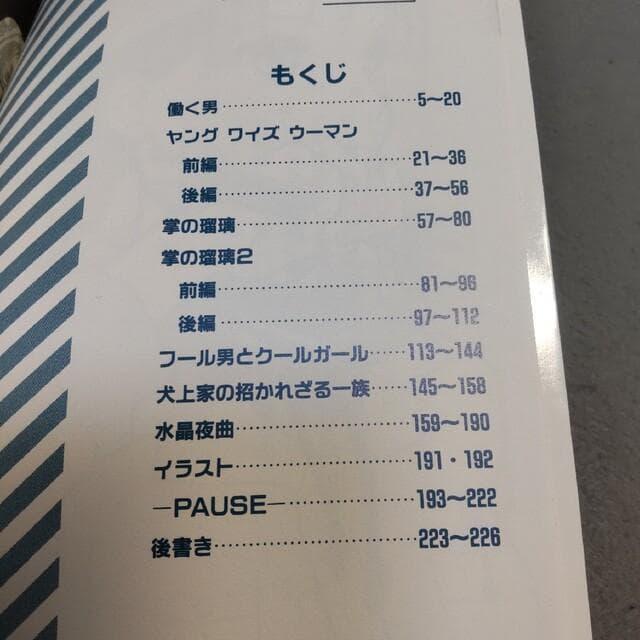 もくじ
働く男……………………5〜20
ヤング ワイズ ウーマン
前編……………………21〜36
後編……………………37〜56
掌の瑠璃…………………57〜80
掌の瑠璃2
前編……………………81〜96
後編……………………97〜112
フール男とクールガール……113〜144
犬上家の招かれざる一族……145〜158
水晶夜曲…………………159〜190
イラスト…………………191・192
―PAUSE―………………193〜222
後書き……………………223〜226